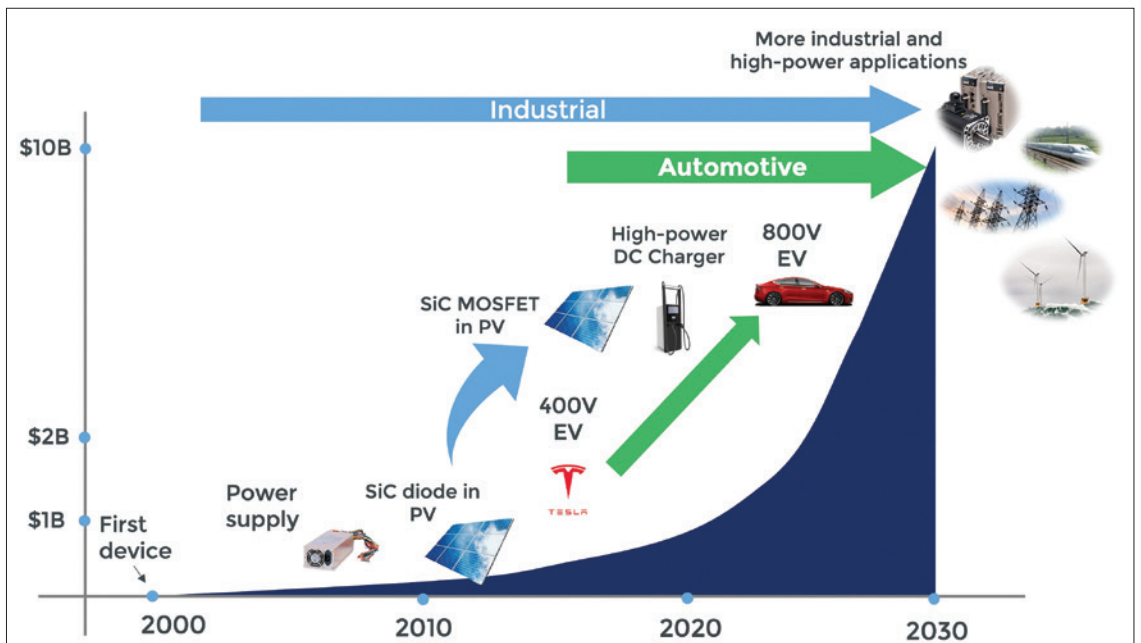 More industrial and
high-power applications
Industrial
$10B
Automotive
High-power
DC Charger
800V
EV
SiC MOSFET
in PV
400V
EV
$2B
TESLA
Power
supply
SiC diode in
PV
$1B
First
device
2000
2010
2020
2030